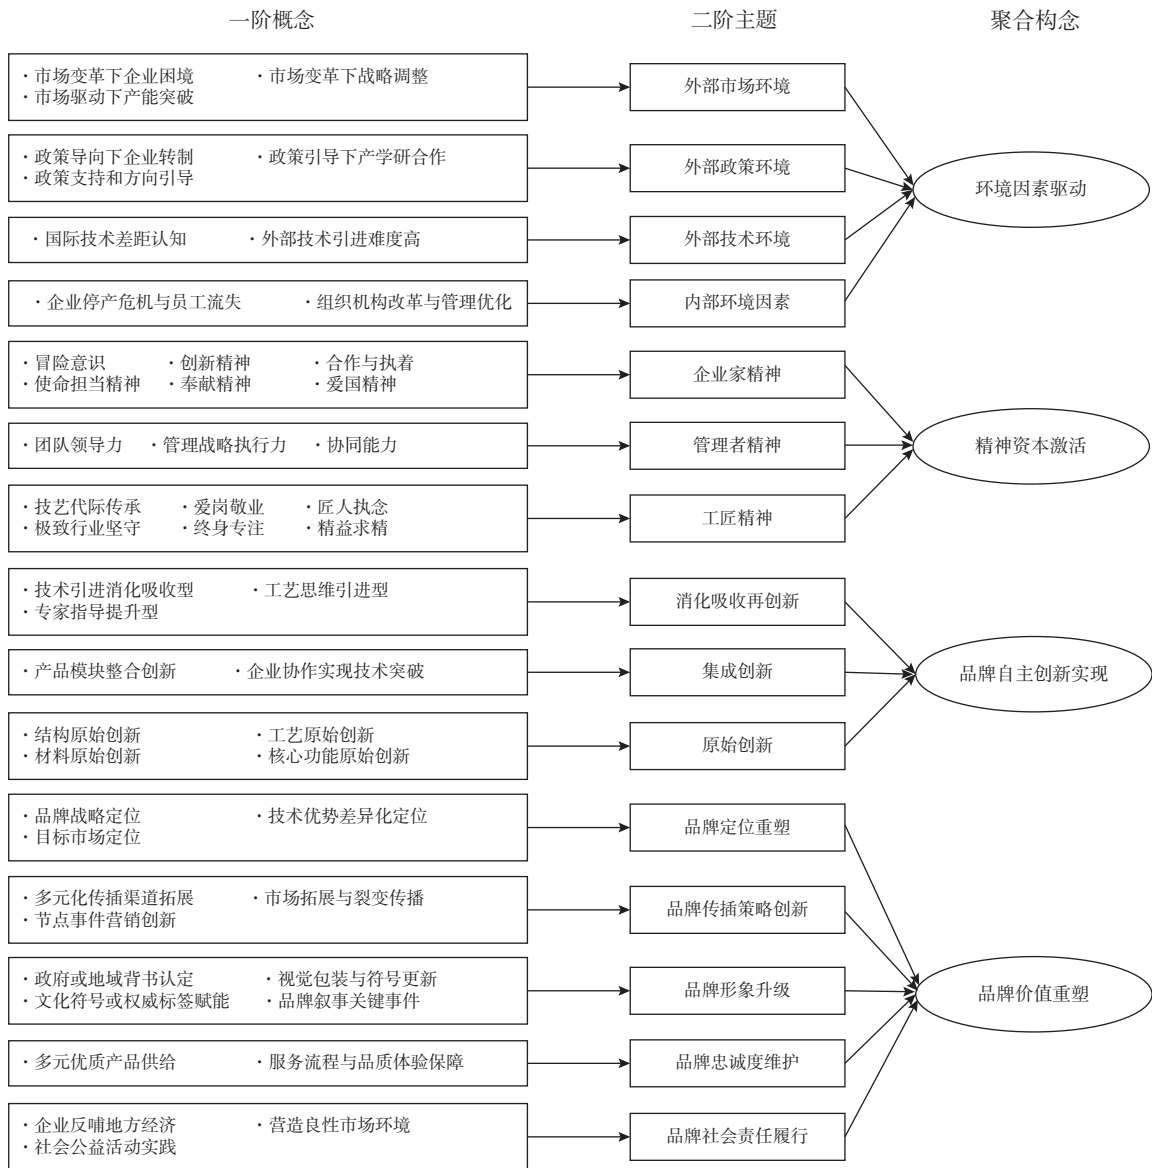 一阶概念 二阶主题 聚合构念
·市场变革下企业困境 ·市场变革下战略调整
·市场驱动下产能突破
外部市场环境
·政策导向下企业转制 ·政策引导下产学研合作
·政策支持和方向引导
外部政策环境
环境因素驱动
·国际技术差距认知 ·外部技术引进难度高
外部技术环境
·企业停产危机与员工流失 ·组织机构改革与管理优化
内部环境因素
·冒险意识 ·创新精神 ·合作与执着
·使命担当精神 ·奉献精神 ·爱国精神
企业家精神
·团队领导力 ·管理战略执行力 ·协同能力
管理者精神
精神资本激活
·技艺代际传承 ·爱岗敬业 ·匠人执念
·极致行业坚守 ·终身专注 ·精益求精
工匠精神
·技术引进消化吸收型 ·工艺思维引进型
·专家指导提升型
消化吸收再创新
·产品模块整合创新 ·企业协作实现技术突破
集成创新
品牌自主创新实现
·结构原始创新 ·工艺原始创新
·材料原始创新 ·核心功能原始创新
原始创新
·品牌战略定位 ·技术优势差异化定位
·目标市场定位
品牌定位重塑
·多元化传插渠道拓展 ·市场拓展与裂变传播
·节点事件营销创新
品牌传插策略创新
·政府或地域背书认定 ·视觉包装与符号更新
·文化符号或权威标签赋能 ·品牌叙事关键事件
品牌形象升级
品牌价值重塑
·多元优质产品供给 ·服务流程与品质体验保障
品牌忠诚度维护
·企业反哺地方经济 ·营造良性市场环境
·社会公益活动实践
品牌社会责任履行